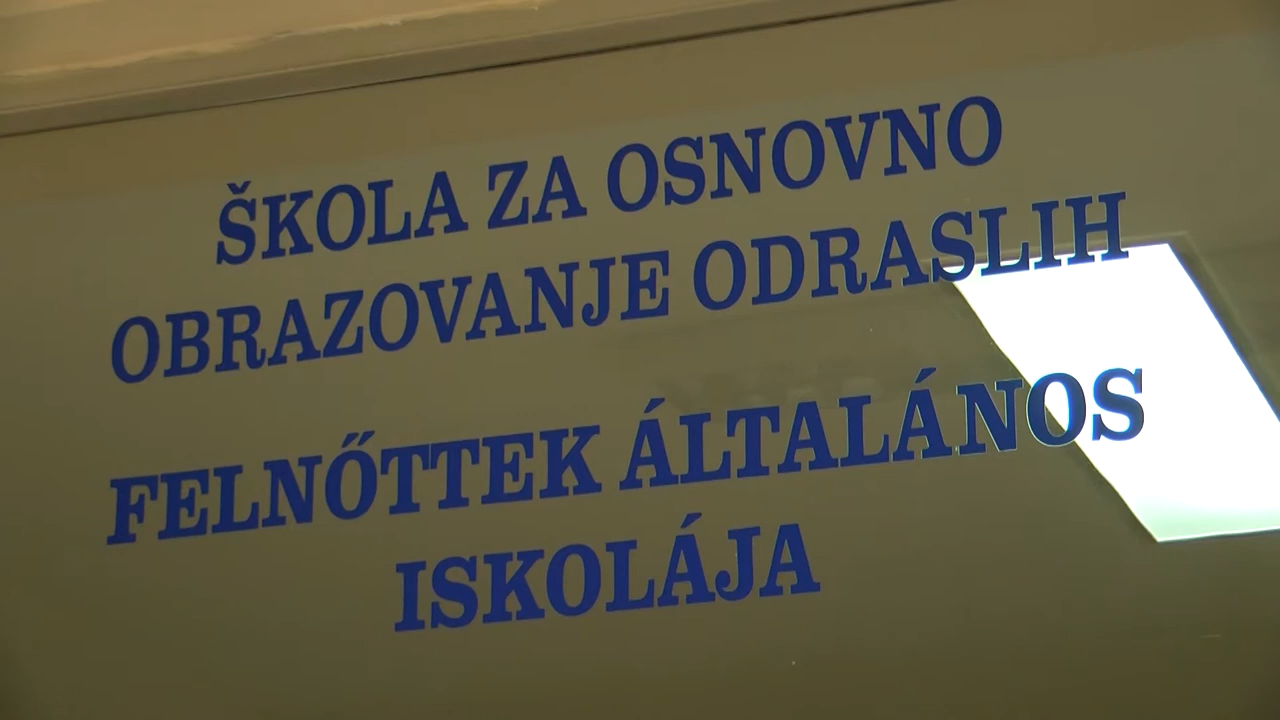 ŠKOLA ZA OSNOVNO
OBRAZOVANJE ODRASLIH
FELNŐTTEK ÁLTALÁNOS
ISKOLÁJA